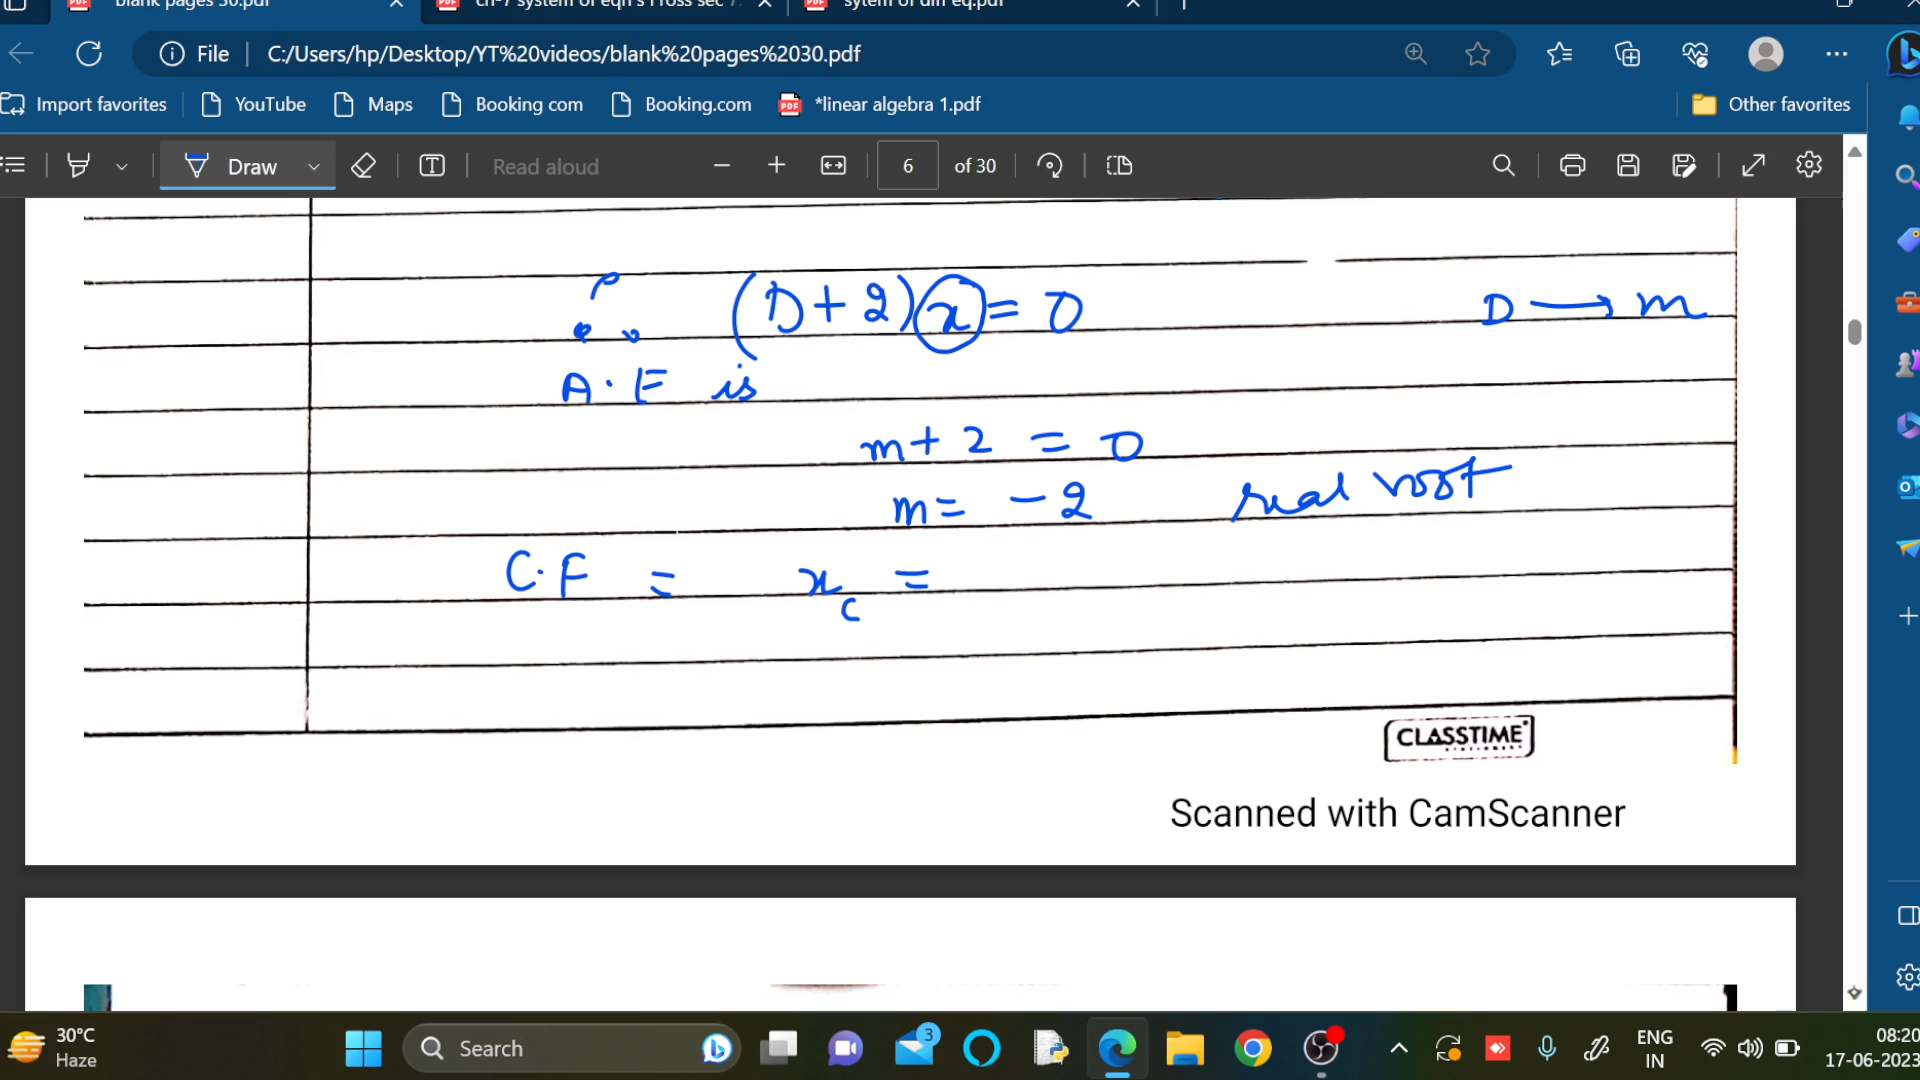 blank pages 30.pdf
ch-7 system of eqn's Pross sec 7.
sytem of dif eq.pdf
File
C:/Users/hp/Desktop/YT%20videos/blank%20pages%2030.pdf
Import favorites
YouTube
Maps
Booking com
Booking.com
*linear algebra 1.pdf
Other favorites
Draw
Read aloud
6
of 30
(D+2)x = 0
D → m
A.E is
m+2 = 0
m = -2 real root
C.F = x_c =
CLASSTIME
Scanned with CamScanner
30°C
Haze
Search
3
ENG
IN
08:20
17-06-2023